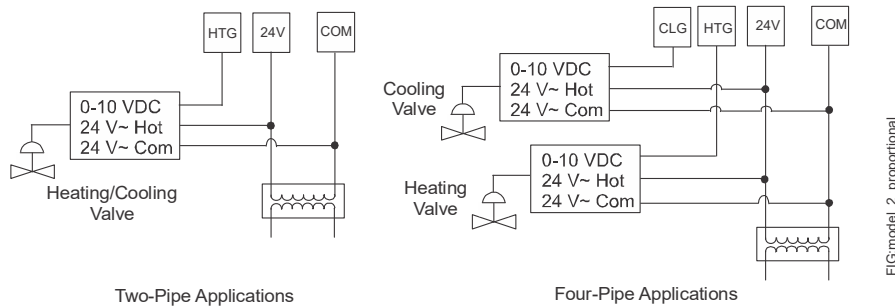 HTG
24V
COM
0-10 VDC
24 V~ Hot
24 V~ Com
Heating/Cooling
Valve
Two-Pipe Applications
CLG
HTG
24V
COM
Cooling
Valve
0-10 VDC
24 V~ Hot
24 V~ Com
Heating
Valve
0-10 VDC
24 V~ Hot
24 V~ Com
Four-Pipe Applications
FIG:model_2_proportional